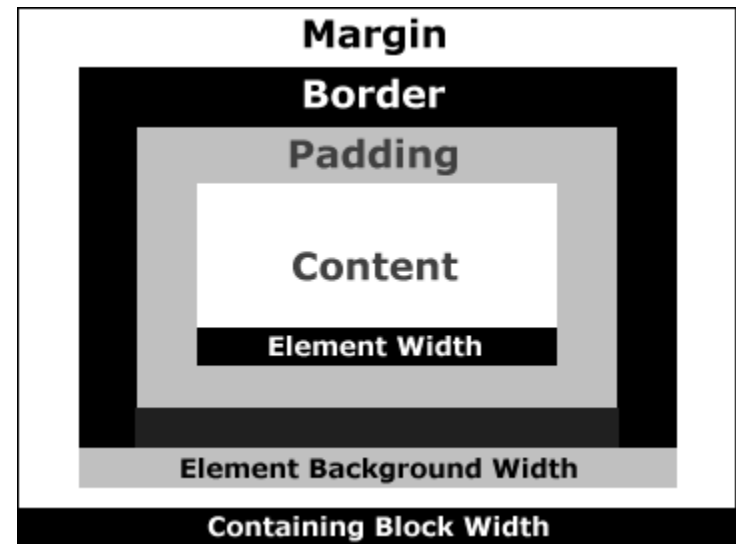 Margin
Border
Padding
Content
Element Width
Element Background Width
Containing Block Width